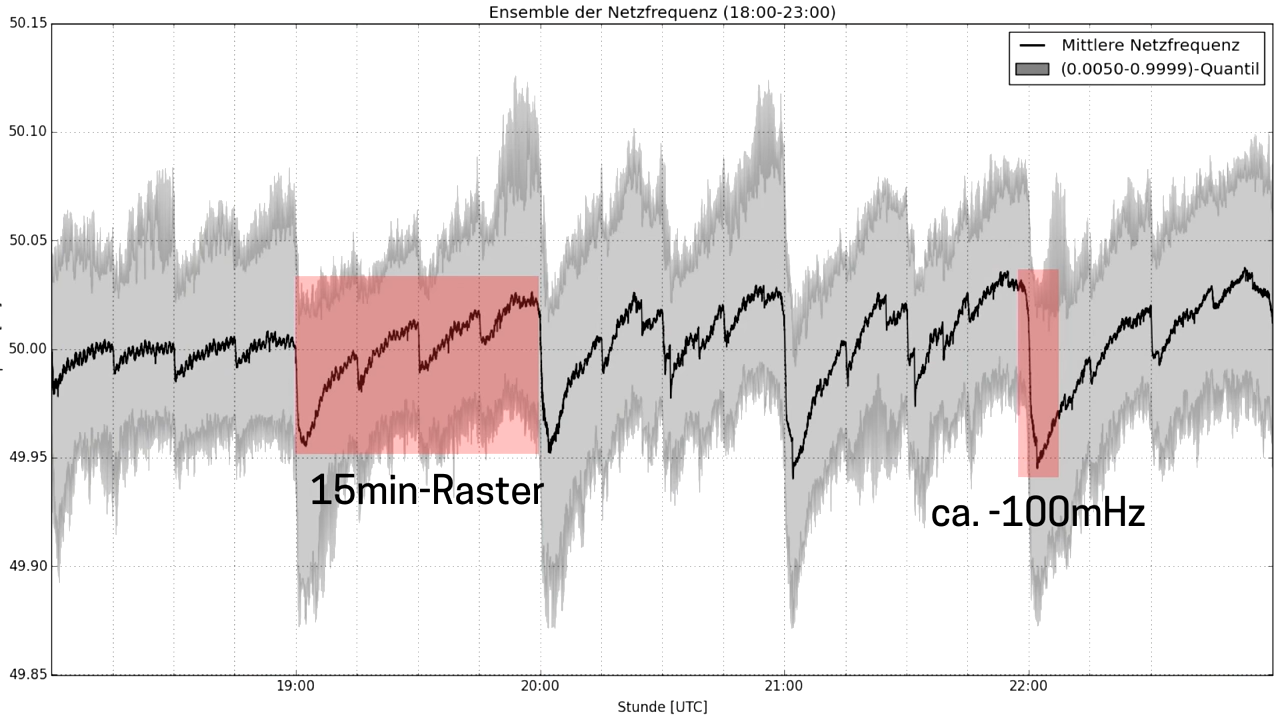 Ensemble der Netzfrequenz (18:00-23:00)
50.15
Mittlere Netzfrequenz
(0.0050-0.9999)-Quantil
50.10
50.05
50.00
49.95
15min-Raster
ca. -100mHz
49.90
49.85
19:00
20:00
21:00
22:00
Stunde [UTC]